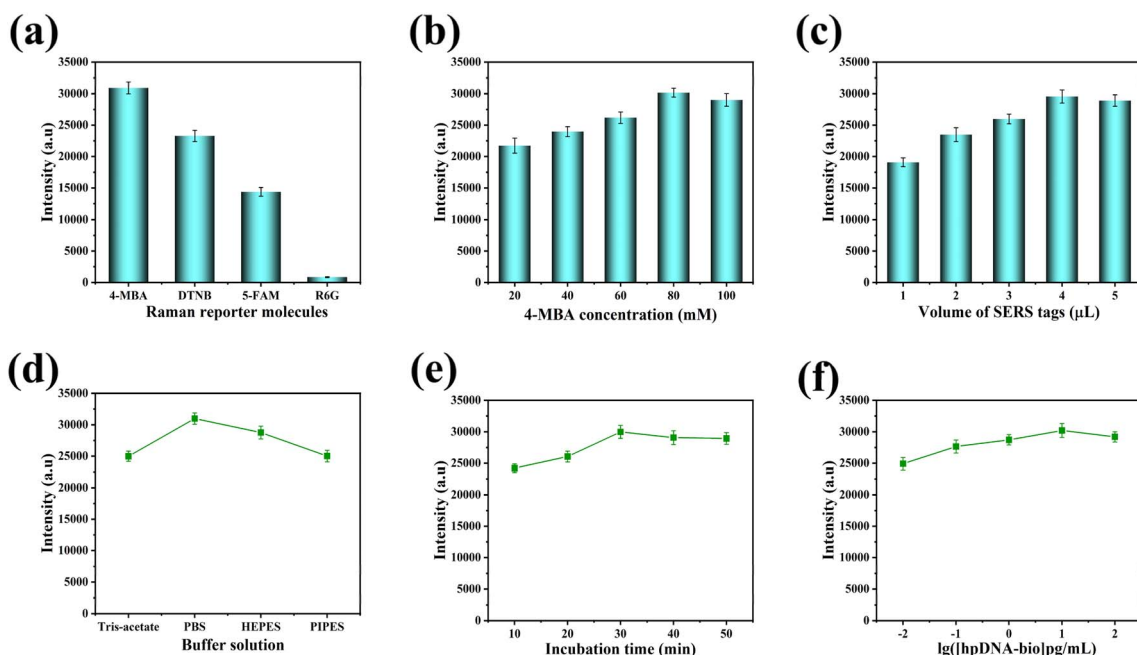 (a)
Intensity (a.u)
35000
30000
25000
20000
15000
10000
5000
0
4-MBA DTNB 5-FAM R6G
Raman reporter molecules
(b)
Intensity (a.u)
35000
30000
25000
20000
15000
10000
5000
0
20 40 60 80 100
4-MBA concentration (mM)
(c)
Intensity (a.u)
35000
30000
25000
20000
15000
10000
5000
0
1 2 3 4 5
Volume of SERS tags (μL)
(d)
Intensity (a.u)
35000
30000
25000
20000
15000
10000
5000
0
Tris-acetate PBS HEPES PIPES
Buffer solution
(e)
Intensity (a.u)
35000
30000
25000
20000
15000
10000
5000
0
10 20 30 40 50
Incubation time (min)
(f)
Intensity (a.u)
35000
30000
25000
20000
15000
10000
5000
0
-2 -1 0 1 2
lg([hpDNA-bio]pg/mL)